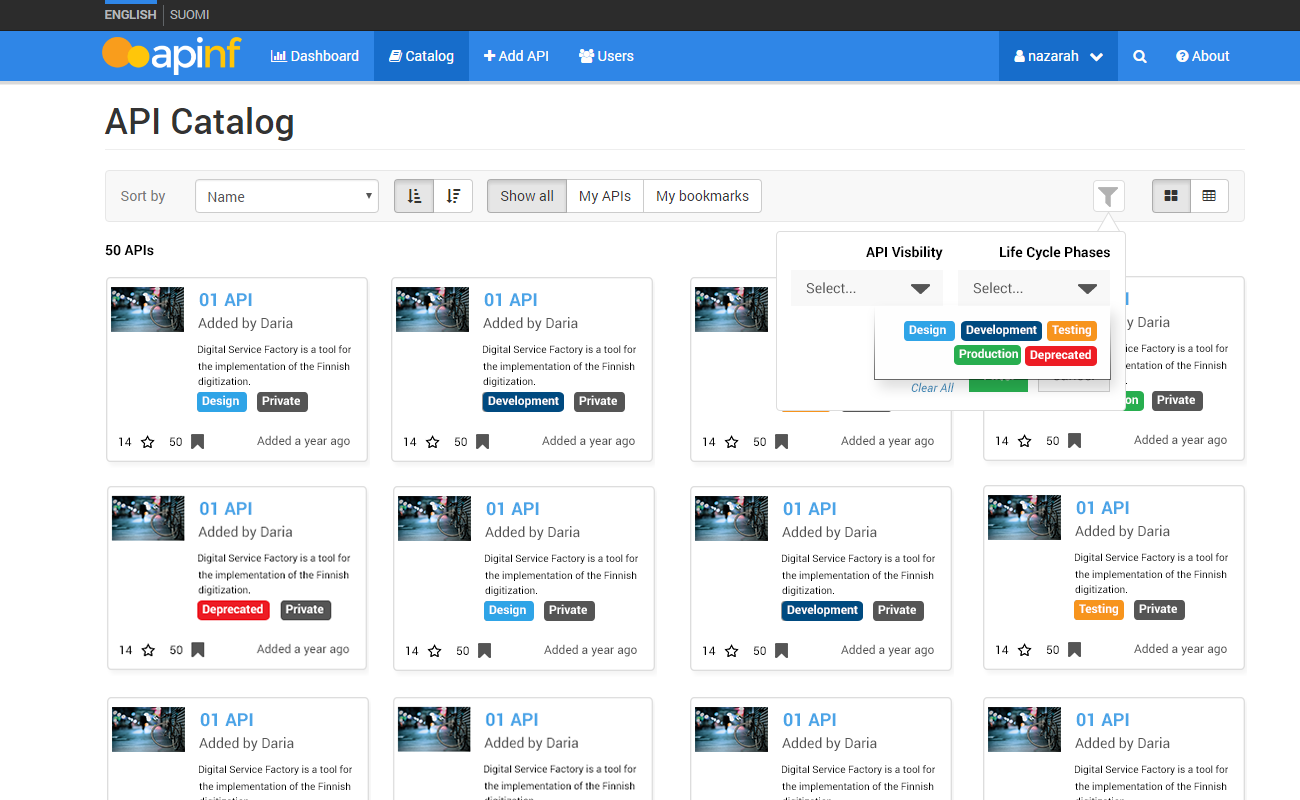 ENGLISH SUOMI
apinf Dashboard Catalog Add API Users nazarah About
API Catalog
Sort by Name Show all My APIs My bookmarks
50 APIs
API Visbility Life Cycle Phases
Select... Select...
Design Development Testing
Production Deprecated
Clear All
01 API
Added by Daria
Digital Service Factory is a tool for
the implementation of the Finnish
digitization.
Design Private
14 50 Added a year ago
01 API
Added by Daria
Digital Service Factory is a tool for
the implementation of the Finnish
digitization.
Development Private
14 50 Added a year ago
14 50 Added a year ago
by Daria
Factory is a tool for
of the Finnish
Private
14 50 Added a year ago
01 API
Added by Daria
Digital Service Factory is a tool for
the implementation of the Finnish
digitization.
Deprecated Private
14 50 Added a year ago
01 API
Added by Daria
Digital Service Factory is a tool for
the implementation of the Finnish
digitization.
Design Private
14 50 Added a year ago
01 API
Added by Daria
Digital Service Factory is a tool for
the implementation of the Finnish
digitization.
Development Private
14 50 Added a year ago
01 API
Added by Daria
Digital Service Factory is a tool for
the implementation of the Finnish
digitization.
Testing Private
14 50 Added a year ago
01 API
Added by Daria
Digital Service Factory is a tool for
the implementation of the Finnish
01 API
Added by Daria
Digital Service Factory is a tool for
the implementation of the Finnish
01 API
Added by Daria
Digital Service Factory is a tool for
the implementation of the Finnish
01 API
Added by Daria
Digital Service Factory is a tool for
the implementation of the Finnish